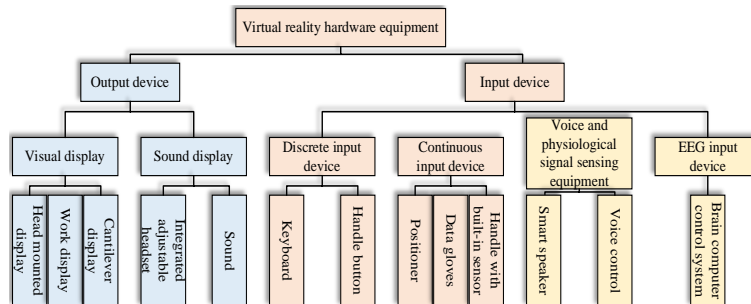 Virtual reality hardware equipment
Output device
Input device
Visual display
Sound display
Discrete input
device
Continuous
input device
Voice and
physiological
signal sensing
equipment
EEG input
device
Head mounted
display
Work display
Cantilever
display
Integrated
adjustable
headset
Sound
Keyboard
Handle button
Positioner
Data gloves
Handle with
built-in sensor
Smart speaker
Voice control
Brain computer
control system